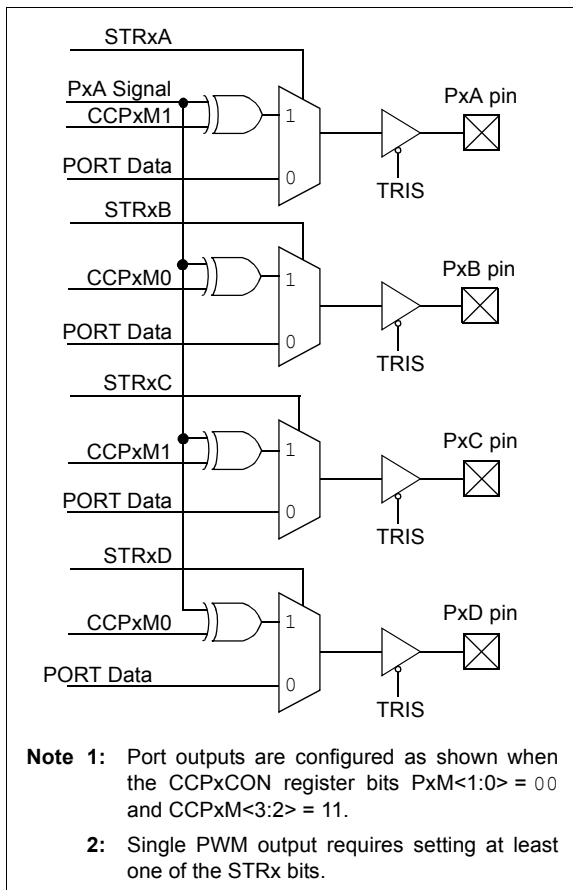 STRxA
PxA Signal
CCPxM1
1
PxA pin
PORT Data
0
TRIS
STRxB
CCPxM0
1
PxB pin
PORT Data
0
TRIS
STRxC
CCPxM1
1
PxC pin
PORT Data
0
TRIS
STRxD
CCPxM0
1
PxD pin
PORT Data
0
TRIS
Note 1: Port outputs are configured as shown when
the CCPxCON register bits PxM<1:0> = 00
and CCPxM<3:2> = 11.
2: Single PWM output requires setting at least
one of the STRx bits.